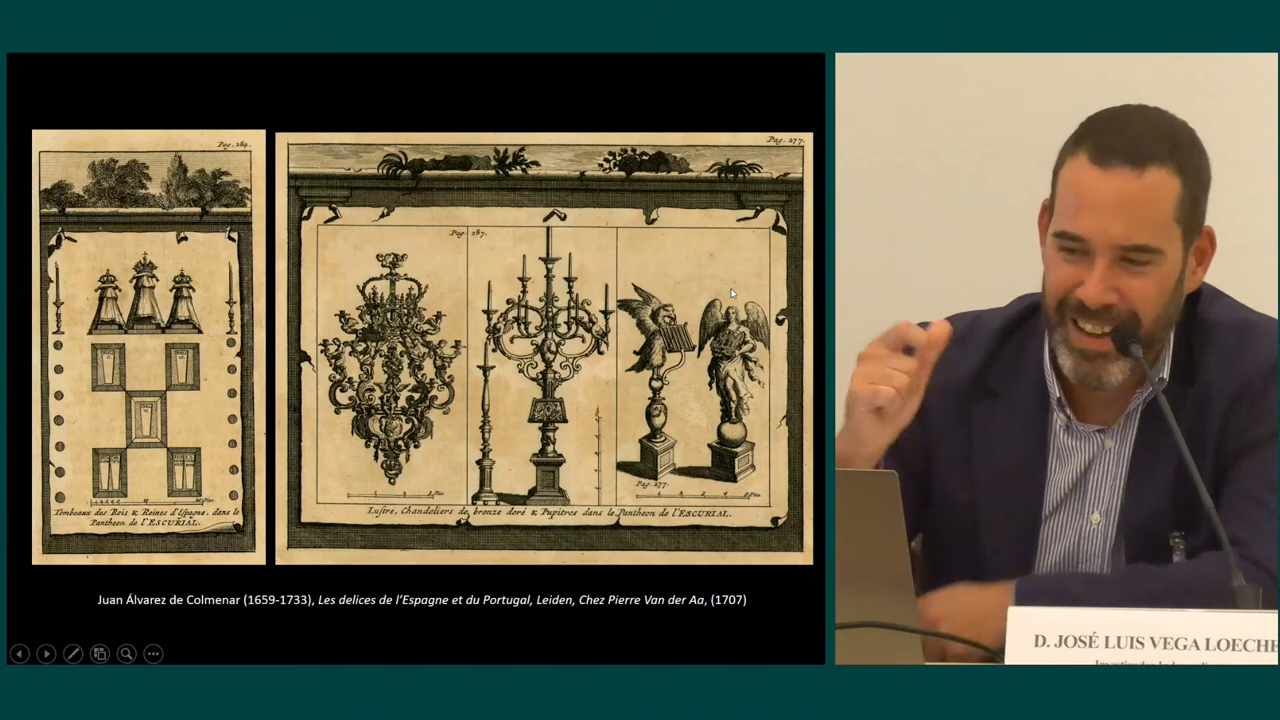 Pag. 284.
Tombeaux des Rois & Reines d'Espagne, dans le
Pantheon de l'ESCURIAL.
Pag. 277.
Pag. 287.
Pag. 277.
Lustre, Chandeliers de bronze doré & Pupitres dans le Pantheon de l'ESCURIAL.
Juan Álvarez de Colmenar (1659-1733), Les delices de l'Espagne et du Portugal, Leiden, Chez Pierre Van der Aa, (1707)
D. JOSÉ LUIS VEGA LOECHE